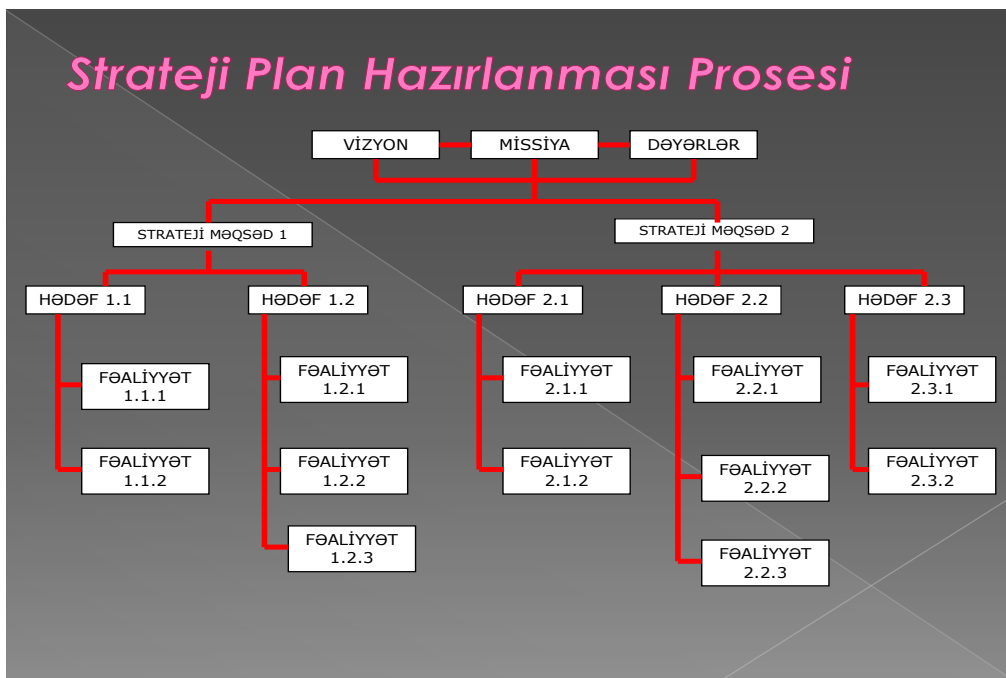 Strateji Plan Hazırlanması Prosesi
VİZYON
MİSSİYA
DƏYƏRLƏR
STRATEJİ MƏQSƏD 1
STRATEJİ MƏQSƏD 2
HƏDƏF 1.1
HƏDƏF 1.2
HƏDƏF 2.1
HƏDƏF 2.2
HƏDƏF 2.3
FƏALİYYƏT
1.1.1
FƏALİYYƏT
1.2.1
FƏALİYYƏT
2.1.1
FƏALİYYƏT
2.2.1
FƏALİYYƏT
2.3.1
FƏALİYYƏT
1.1.2
FƏALİYYƏT
1.2.2
FƏALİYYƏT
2.1.2
FƏALİYYƏT
2.2.2
FƏALİYYƏT
2.3.2
FƏALİYYƏT
1.2.3
FƏALİYYƏT
2.2.3